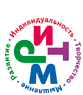 • Индивидуальность • Творчество • Мышление • Развитие
РИТМ